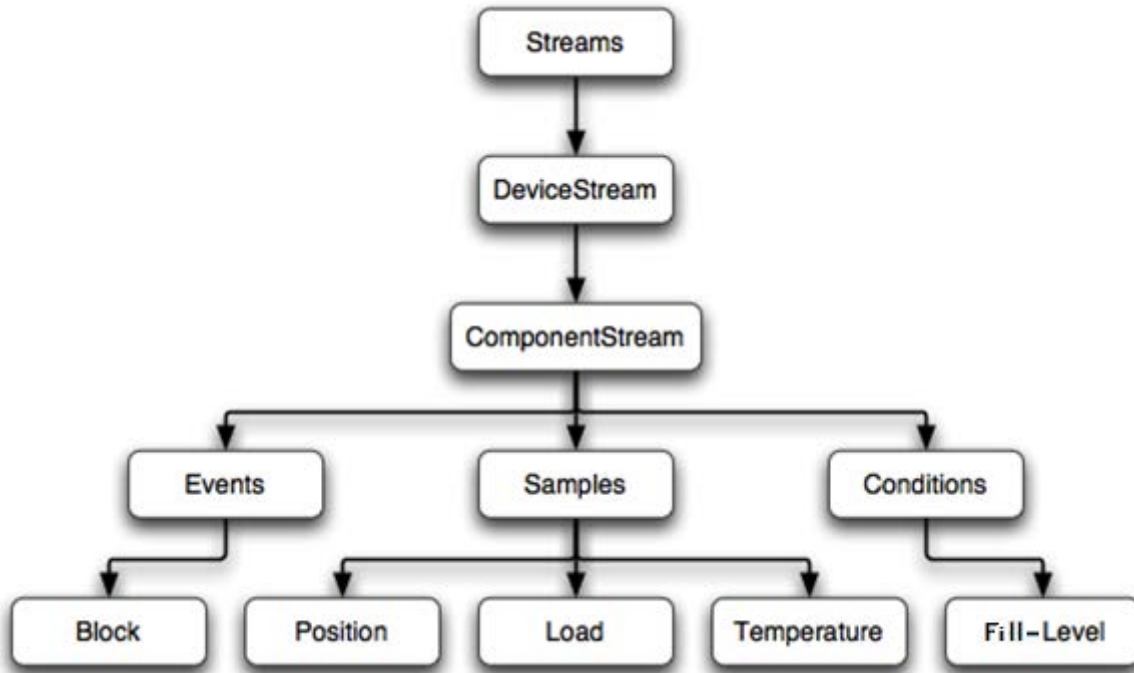 Streams
DeviceStream
ComponentStream
Events
Samples
Conditions
Block
Position
Load
Temperature
Fill-Level